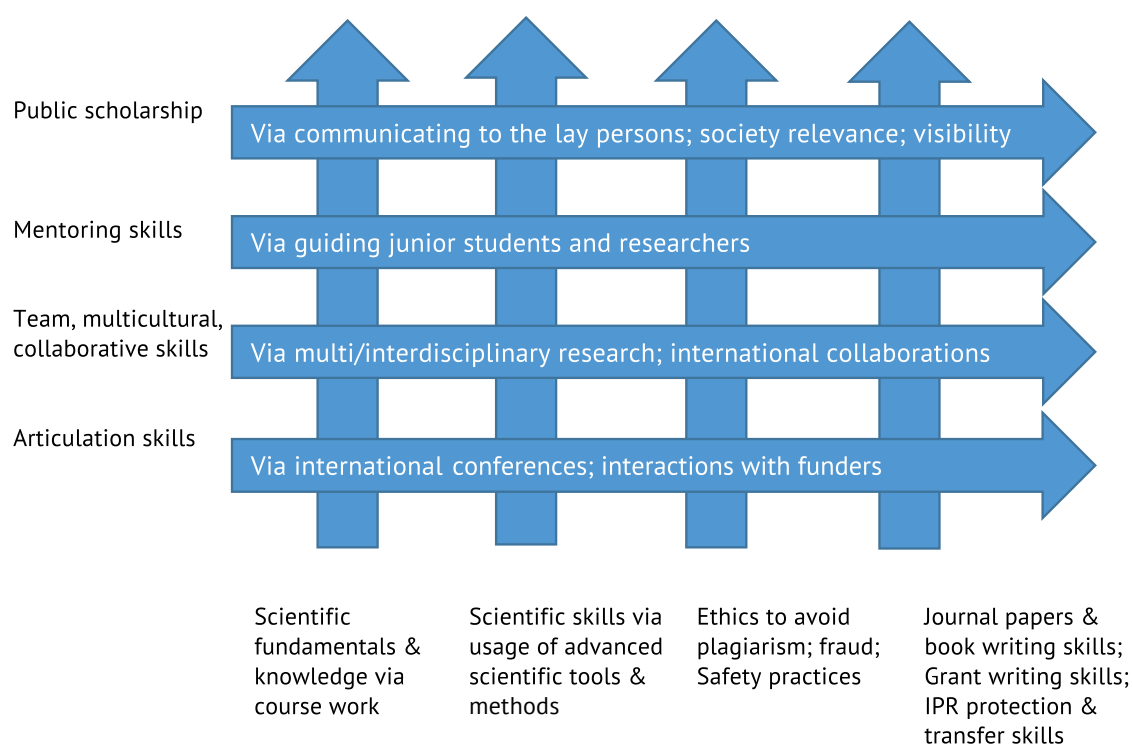 Public scholarship
Via communicating to the lay persons; society relevance; visibility
Mentoring skills
Via guiding junior students and researchers
Team, multicultural,
collaborative skills
Via multi/interdisciplinary research; international collaborations
Articulation skills
Via international conferences; interactions with funders
Scientific
fundamentals &
knowledge via
course work
Scientific skills via
usage of advanced
scientific tools &
methods
Ethics to avoid
plagiarism; fraud;
Safety practices
Journal papers &
book writing skills;
Grant writing skills;
IPR protection &
transfer skills